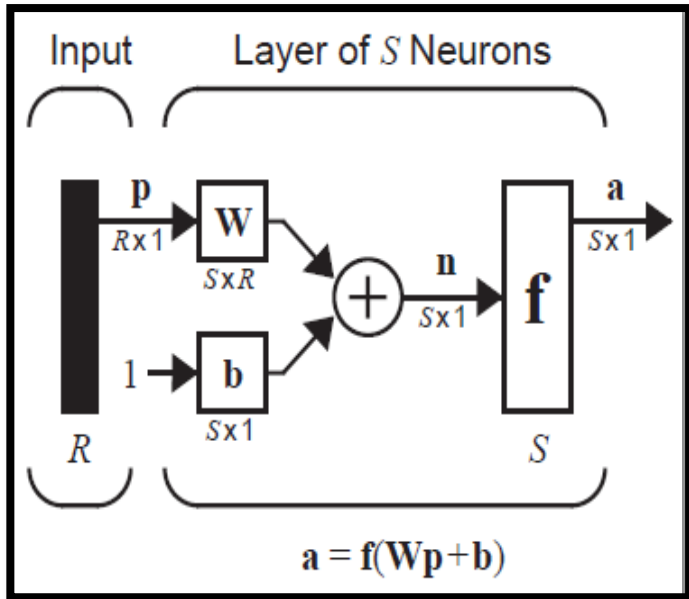 Input
Layer of S Neurons
p
Rx1
W
SxR
1
b
Sx1
+
n
Sx1
f
a
Sx1
R
S
a = f(Wp+b)